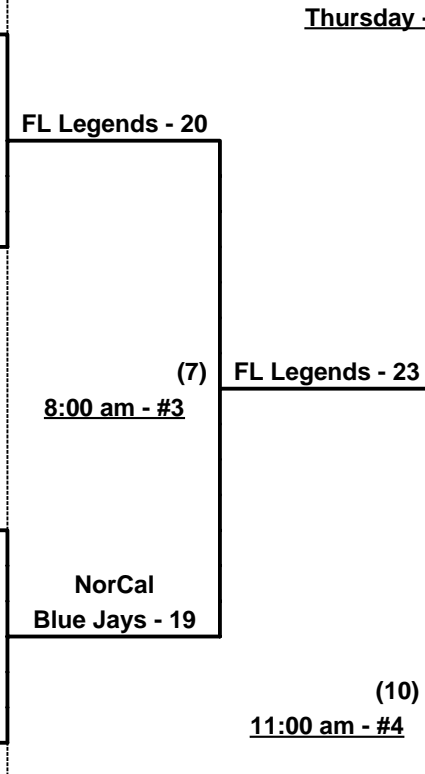 Thursday -
FL Legends - 20
(7)
FL Legends - 23
8:00 am - #3
NorCal
Blue Jays - 19
(10)
11:00 am - #4